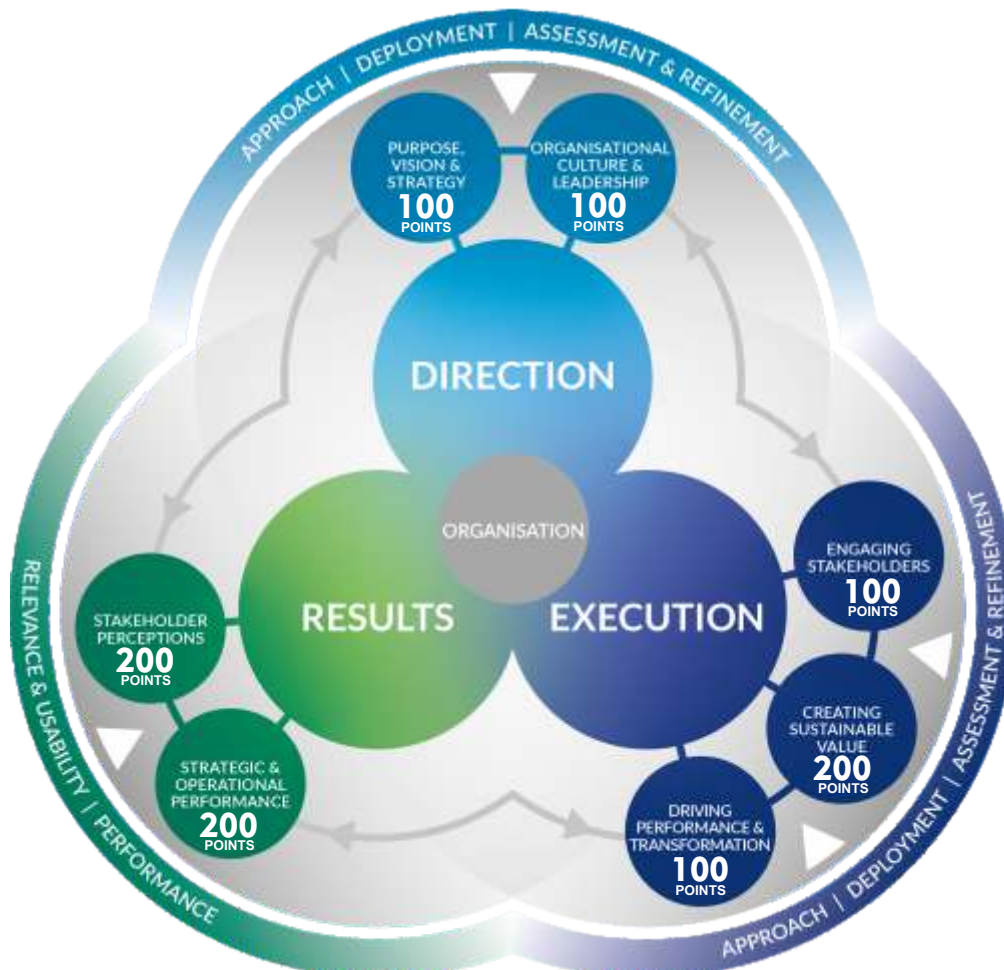 APPROACH | DEPLOYMENT | ASSESSMENT & REFINEMENT
PURPOSE,
VISION &
STRATEGY
100
POINTS
ORGANISATIONAL
CULTURE &
LEADERSHIP
100
POINTS
DIRECTION
ORGANISATION
RESULTS
EXECUTION
ENGAGING
STAKEHOLDERS
100
POINTS
CREATING
SUSTAINABLE
VALUE
200
POINTS
DRIVING
PERFORMANCE &
TRANSFORMATION
100
POINTS
APPROACH | DEPLOYMENT | ASSESSMENT & REFINEMENT
STAKEHOLDER
PERCEPTIONS
200
POINTS
STRATEGIC &
OPERATIONAL
PERFORMANCE
200
POINTS
RELEVANCE & USABILITY | PERFORMANCE